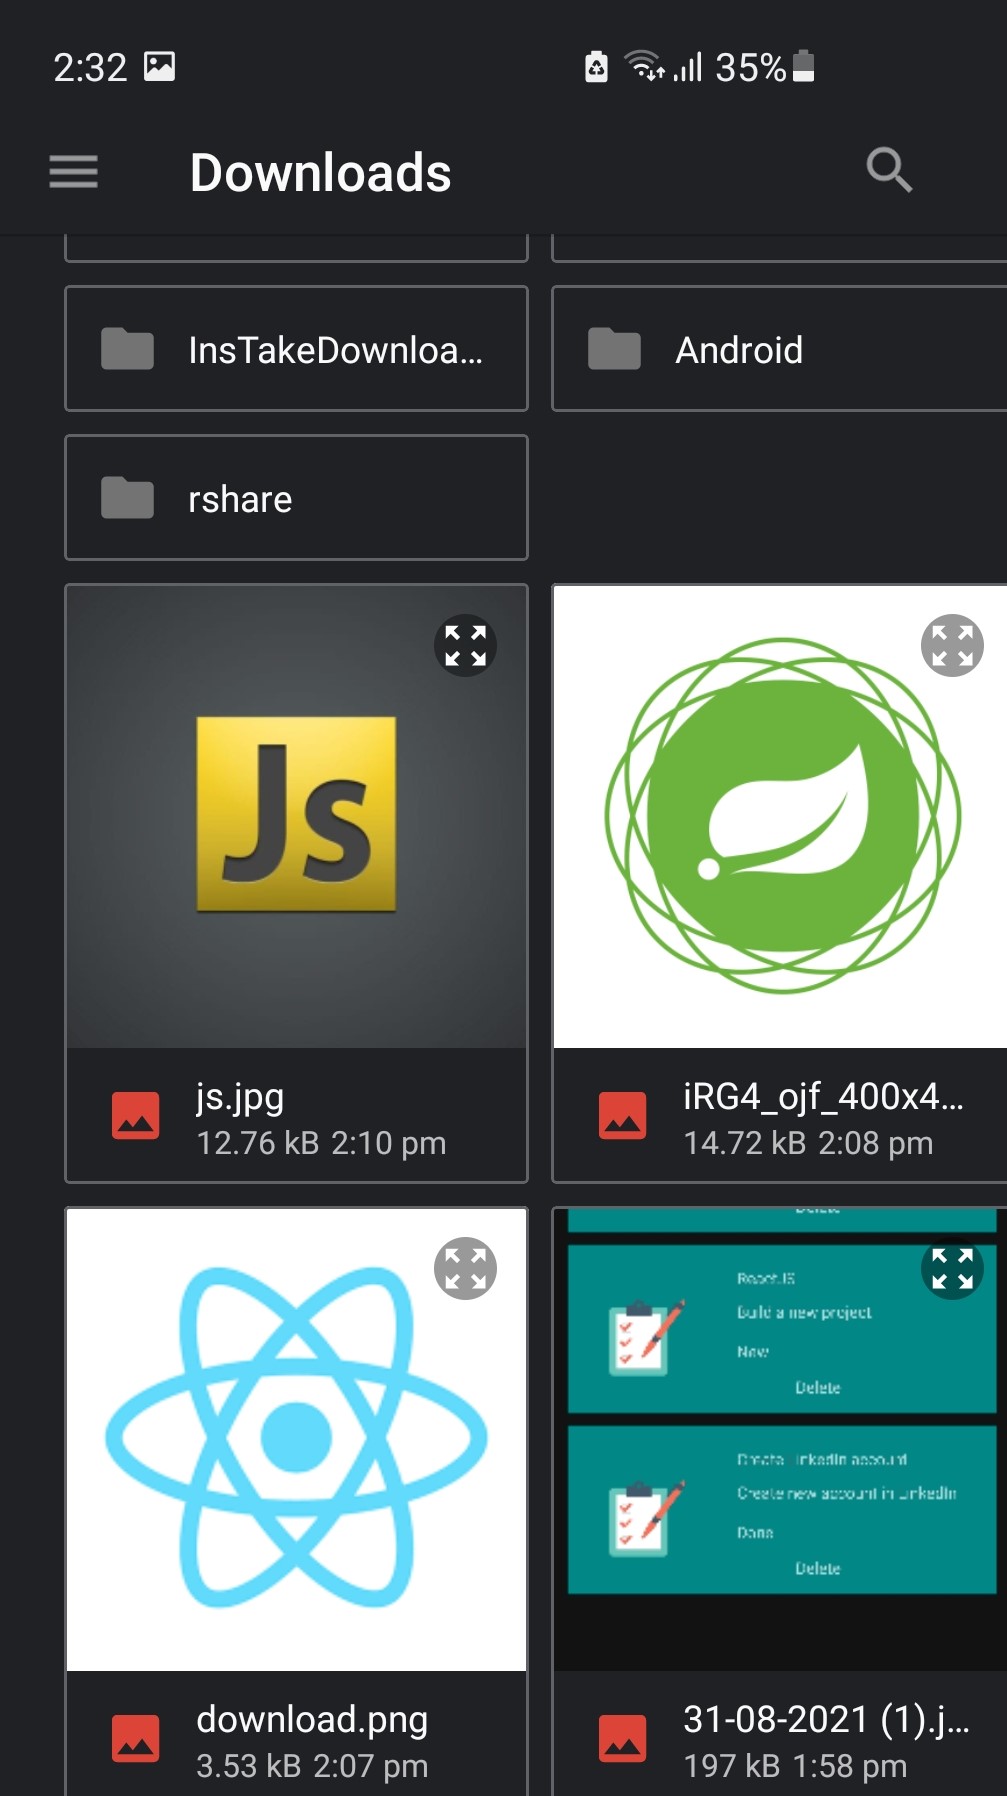 2:32 35%
Downloads
InsTakeDownloa... Android
rshare
Js
js.jpg
12.76 kB 2:10 pm
iRG4_ojf_400x4...
14.72 kB 2:08 pm
ReactJS
Build a new project
New
Delete
Create LinkedIn account
Create new account in LinkedIn
Done
Delete
download.png
3.53 kB 2:07 pm
31-08-2021 (1).j...
197 kB 1:58 pm